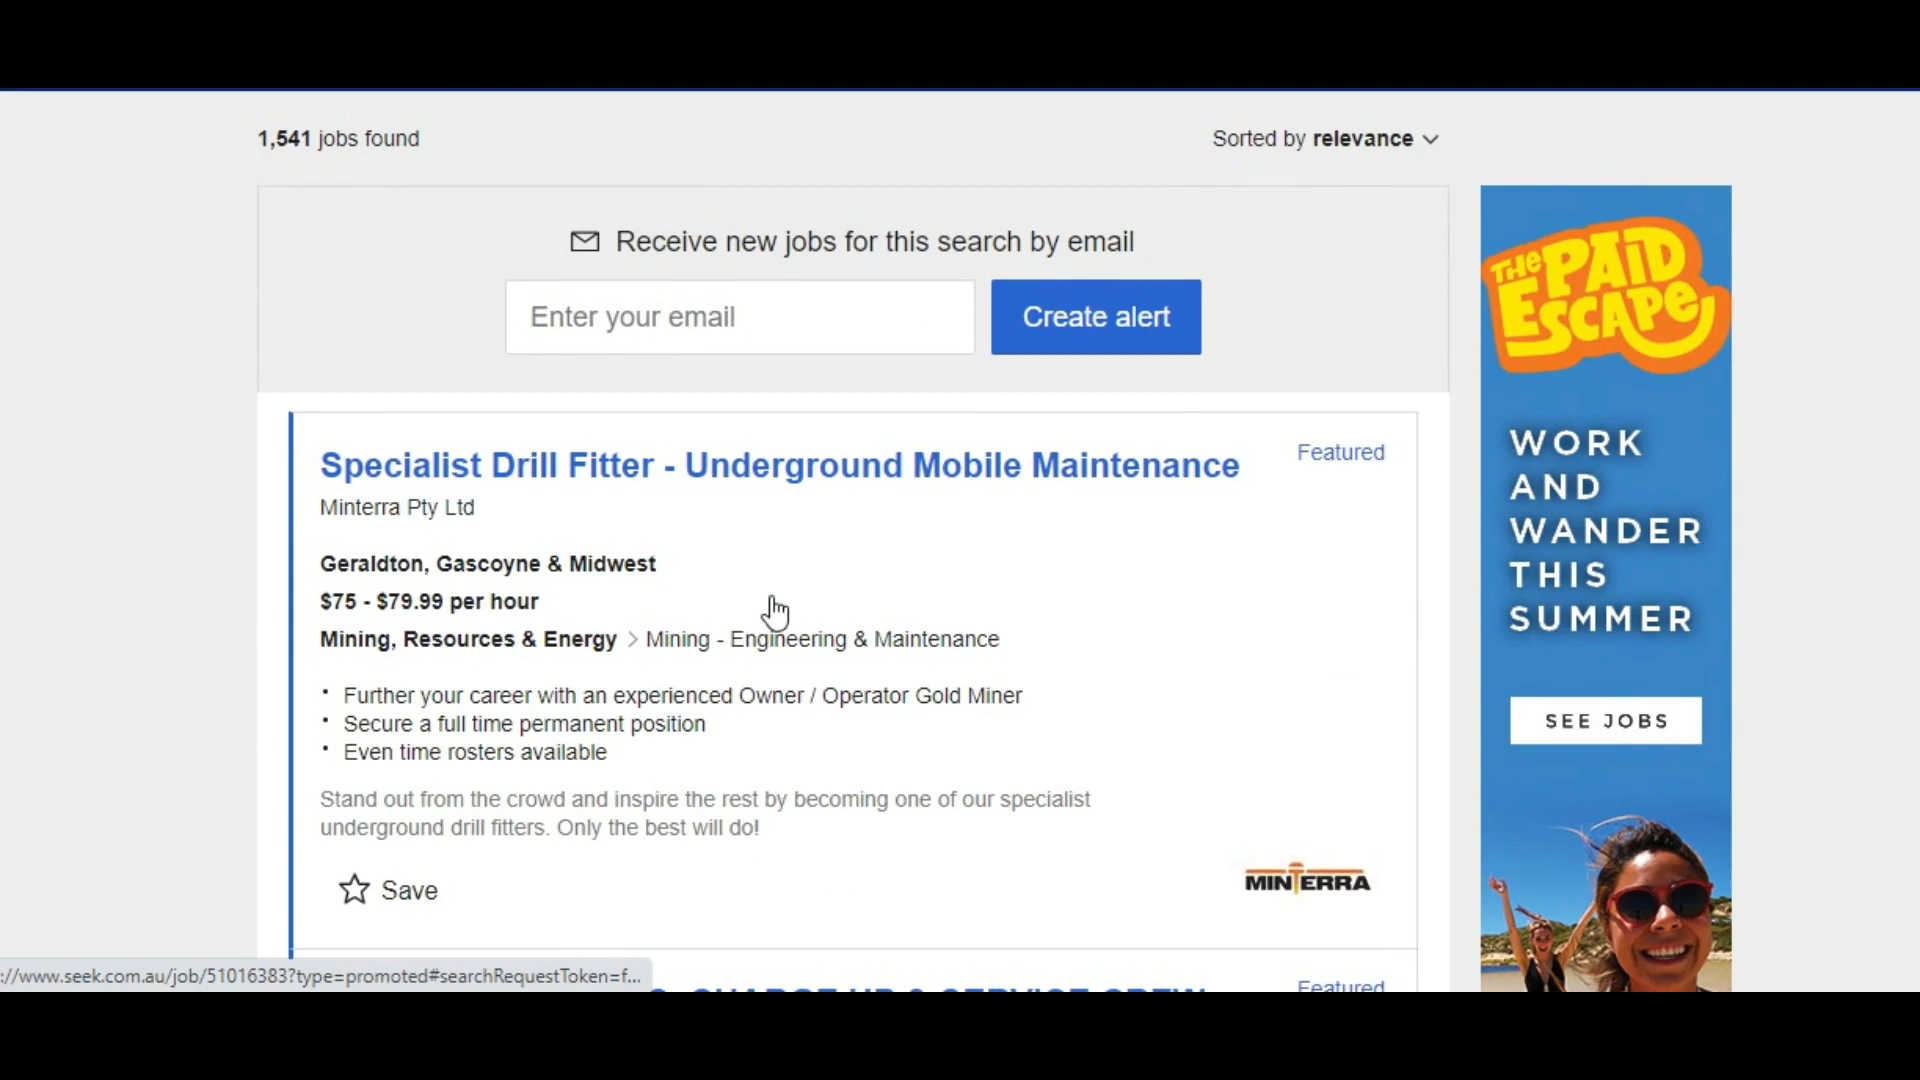 1,541 jobs found
Sorted by relevance
Receive new jobs for this search by email
Enter your email
Create alert
Specialist Drill Fitter - Underground Mobile Maintenance
Featured
Minterra Pty Ltd
Geraldton, Gascoyne & Midwest
$75 - $79.99 per hour
Mining, Resources & Energy > Mining - Engineering & Maintenance
• Further your career with an experienced Owner / Operator Gold Miner
• Secure a full time permanent position
• Even time rosters available
Stand out from the crowd and inspire the rest by becoming one of our specialist
underground drill fitters. Only the best will do!
Save
MINTERRA
://www.seek.com.au/job/51016383?type=promoted#searchRequestToken=f...
CHARGE UP & SERVICE CREW
Featured
THE PAID
ESCAPE
WORK
AND
WANDER
THIS
SUMMER
SEE JOBS